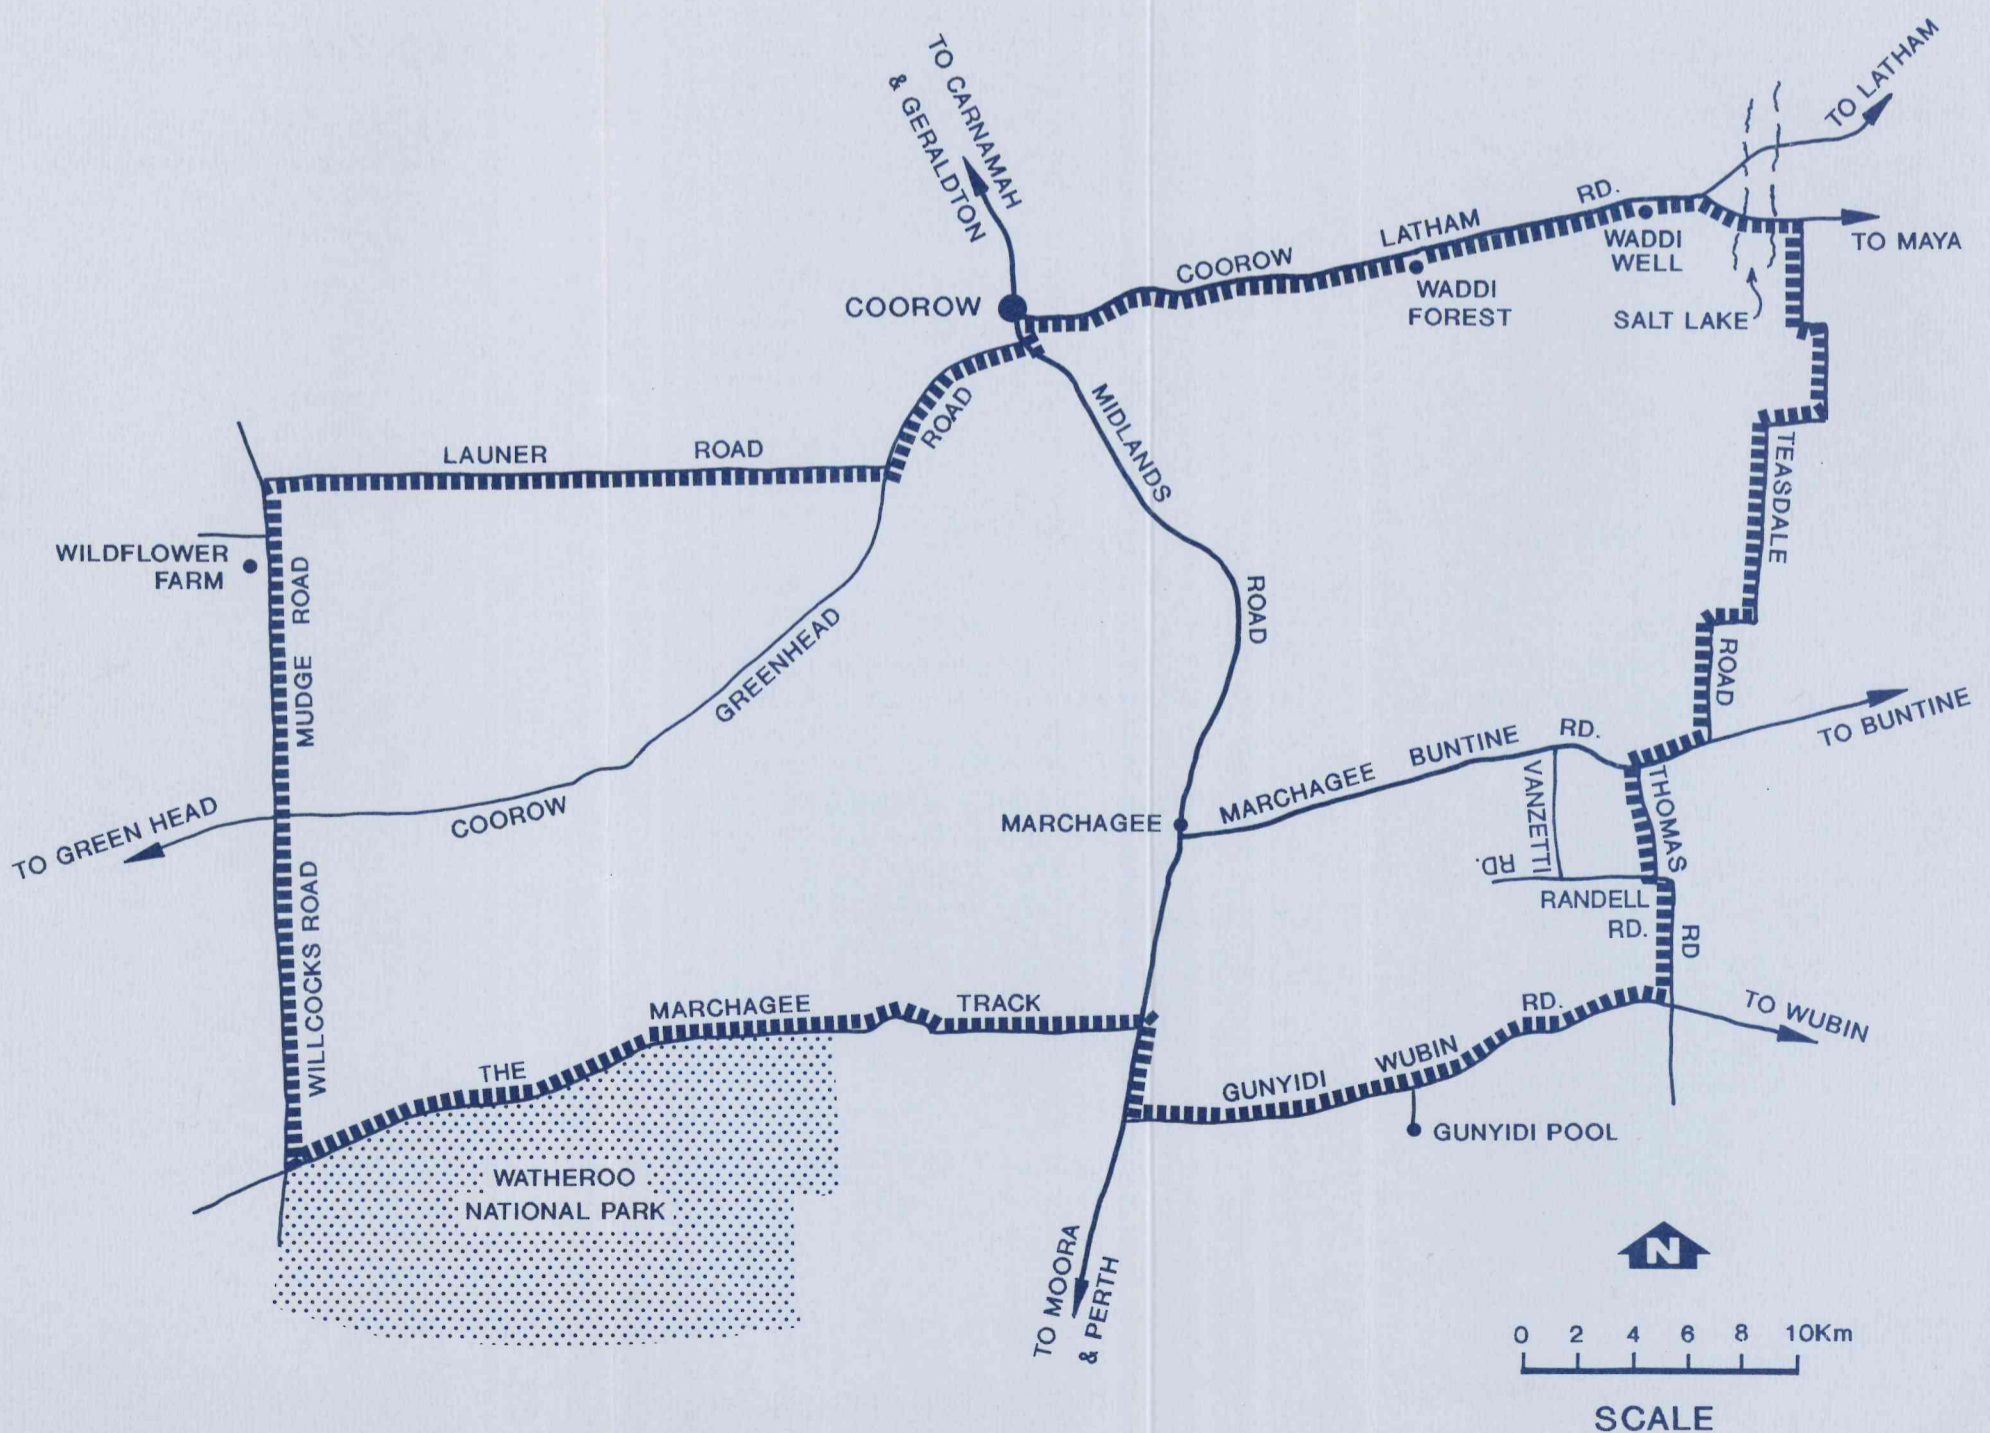 TO CARNAMAH
& GERALDTON
TO LATHAM
COOROW LATHAM RD.
TO MAYA
WADDI
WELL
WADDI
FOREST
SALT LAKE
COOROW
ROAD
MIDLANDS ROAD
LAUNER ROAD
WILDFLOWER
FARM
MUDGE ROAD
TEASDALE ROAD
GREENHEAD
COOROW
TO GREEN HEAD
TO BUNTINE
MARCHAGEE BUNTINE RD.
MARCHAGEE
VANZETTI
RD.
THOMAS
RD
RANDELL
RD.
WILLCOCKS ROAD
THE MARCHAGEE TRACK
GUNYIDI WUBIN RD.
TO WUBIN
GUNYIDI POOL
WATHEROO
NATIONAL PARK
TO MOORA
& PERTH
N
0 2 4 6 8 10Km
SCALE